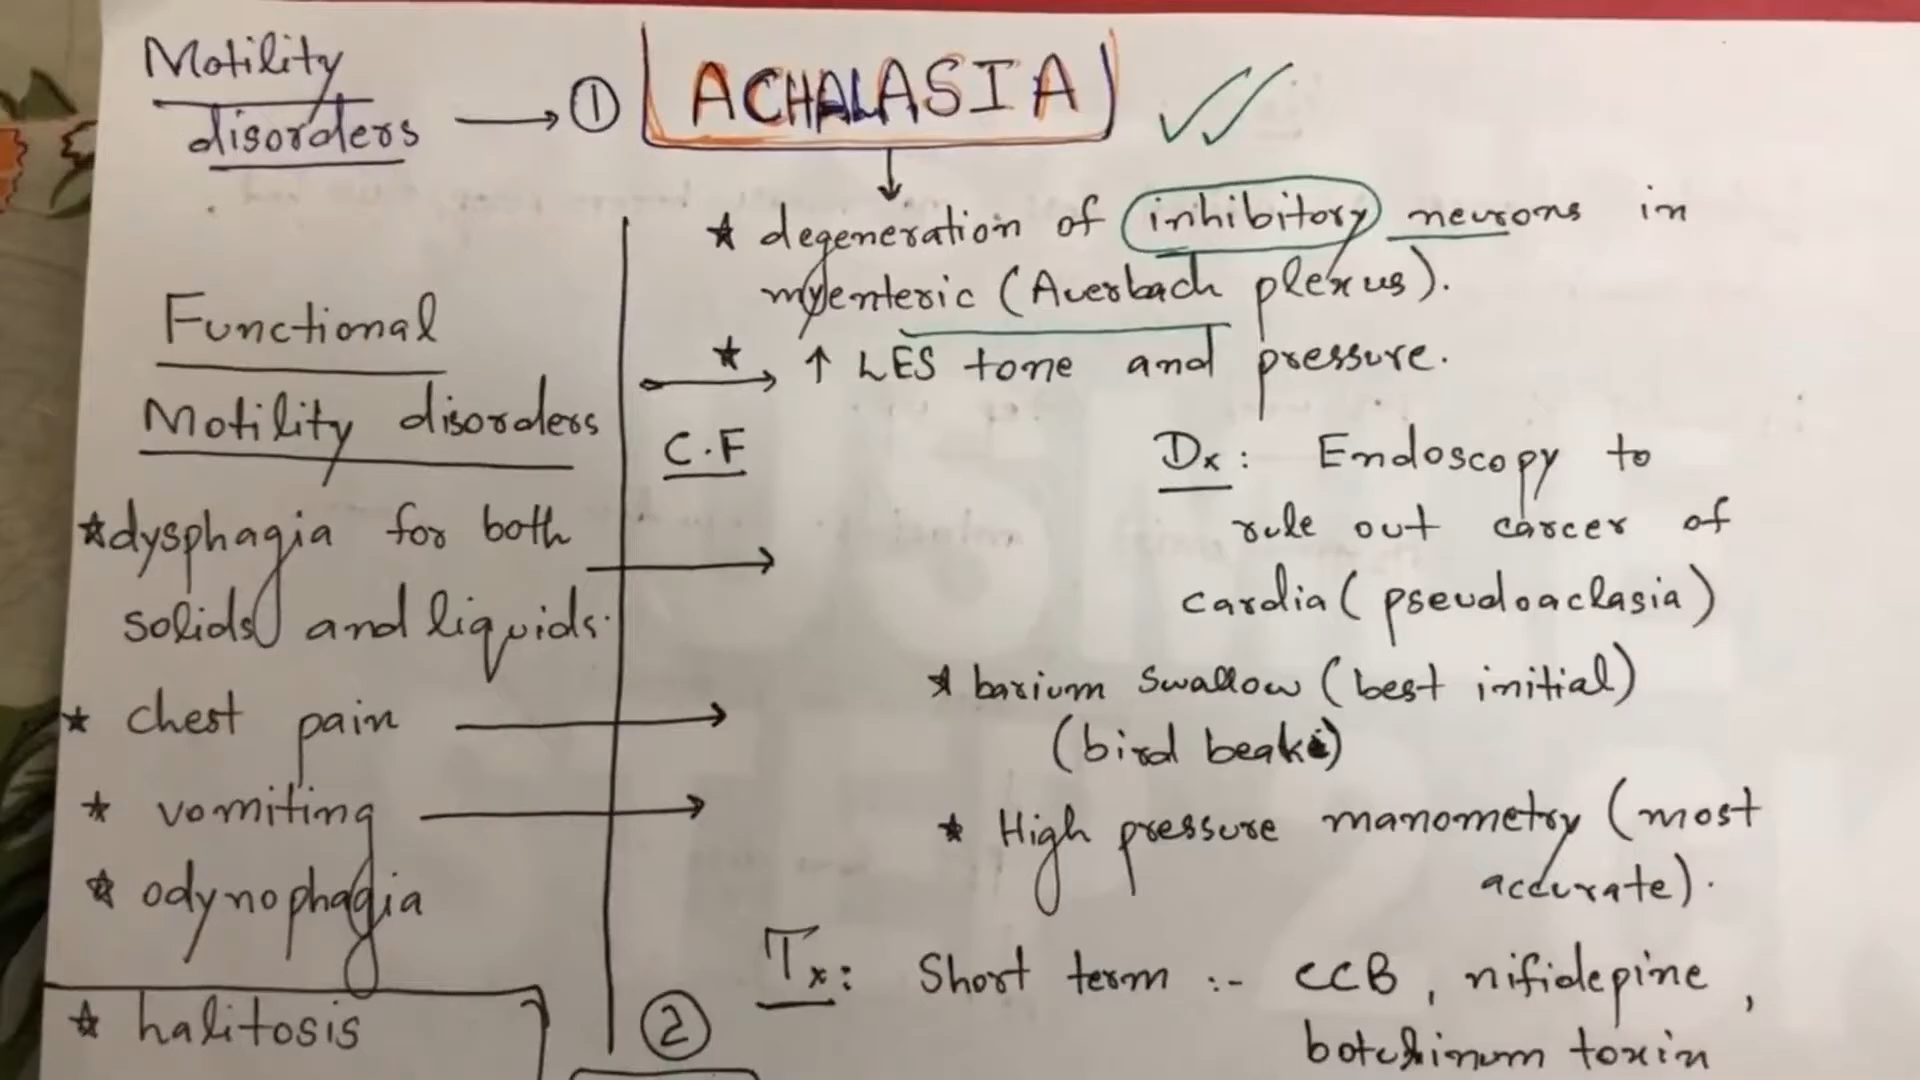 Motility
disorders → ① ACHALASIA
★ degeneration of inhibitory neurons in
myenteric (Auerbach plexus).
★ ↑ LES tone and pressure.
Functional
Motility disorders
★ dysphagia for both
solids and liquids.
★ chest pain
★ vomiting
★ odynophagia
★ halitosis
C.F
Dx: Endoscopy to
rule out carcer of
cardia (pseudoaclasia)
★ barium swallow (best initial)
(bird beak)
★ High pressure manometry (most
accurate).
Tx: Short term :- CCB, nifidepine,
botulinum toxin
②